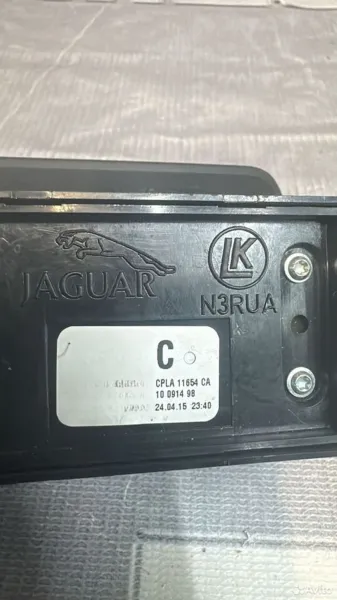 JAGUAR
LK
N3RUA
C
CPLA 11654 CA
10 0914 98
24.04.15 23:40